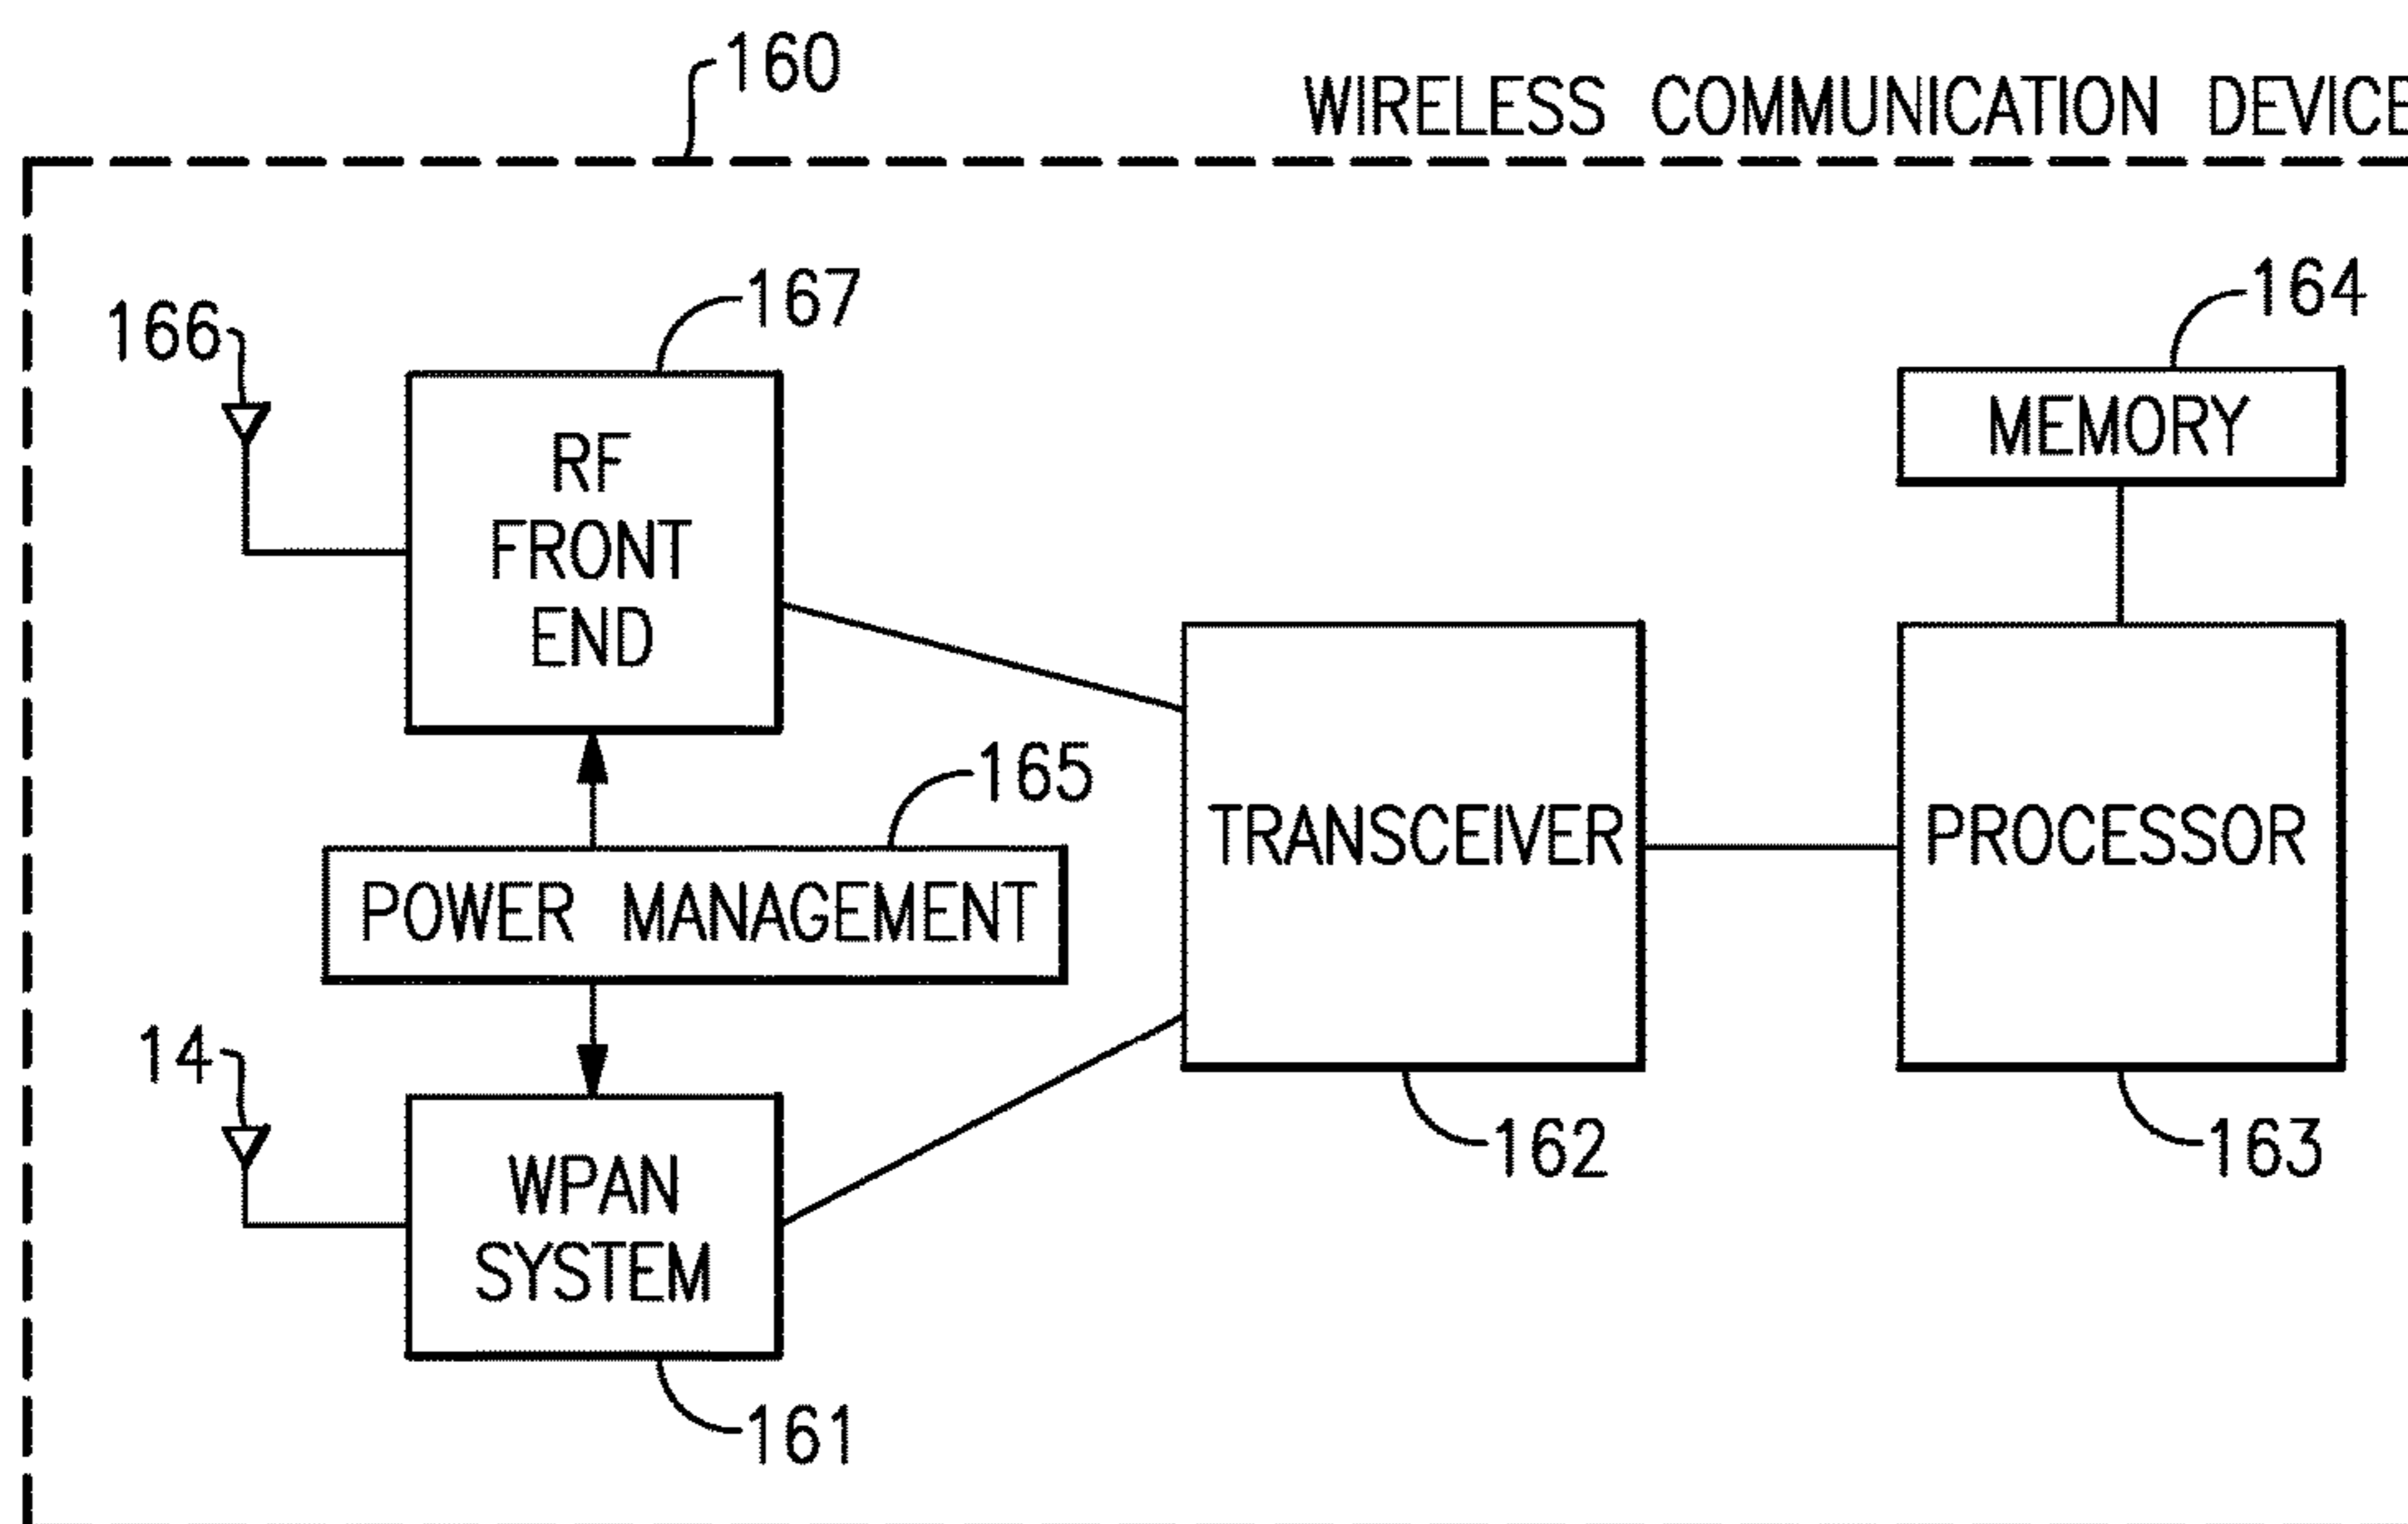 160
WIRELESS COMMUNICATION DEVICE
167
164
166
RF
FRONT
END
MEMORY
165
TRANSCEIVER
PROCESSOR
POWER MANAGEMENT
14
162
163
WPAN
SYSTEM
161